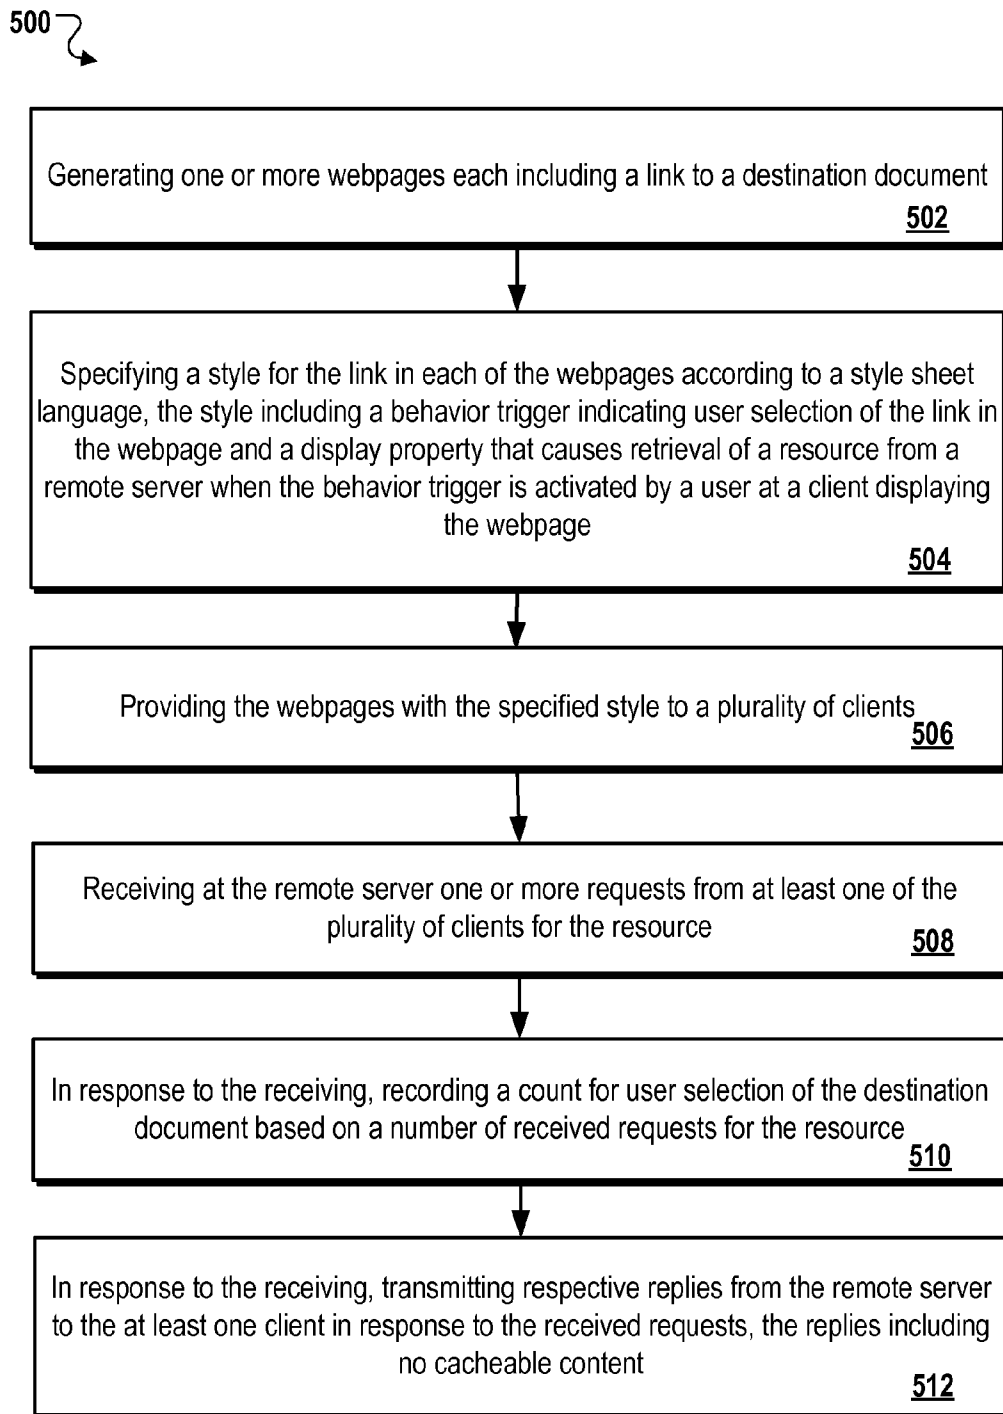 500
Generating one or more webpages each including a link to a destination document
502
Specifying a style for the link in each of the webpages according to a style sheet
language, the style including a behavior trigger indicating user selection of the link in
the webpage and a display property that causes retrieval of a resource from a
remote server when the behavior trigger is activated by a user at a client displaying
the webpage
504
Providing the webpages with the specified style to a plurality of clients
506
Receiving at the remote server one or more requests from at least one of the
plurality of clients for the resource
508
In response to the receiving, recording a count for user selection of the destination
document based on a number of received requests for the resource
510
In response to the receiving, transmitting respective replies from the remote server
to the at least one client in response to the received requests, the replies including
no cacheable content
512